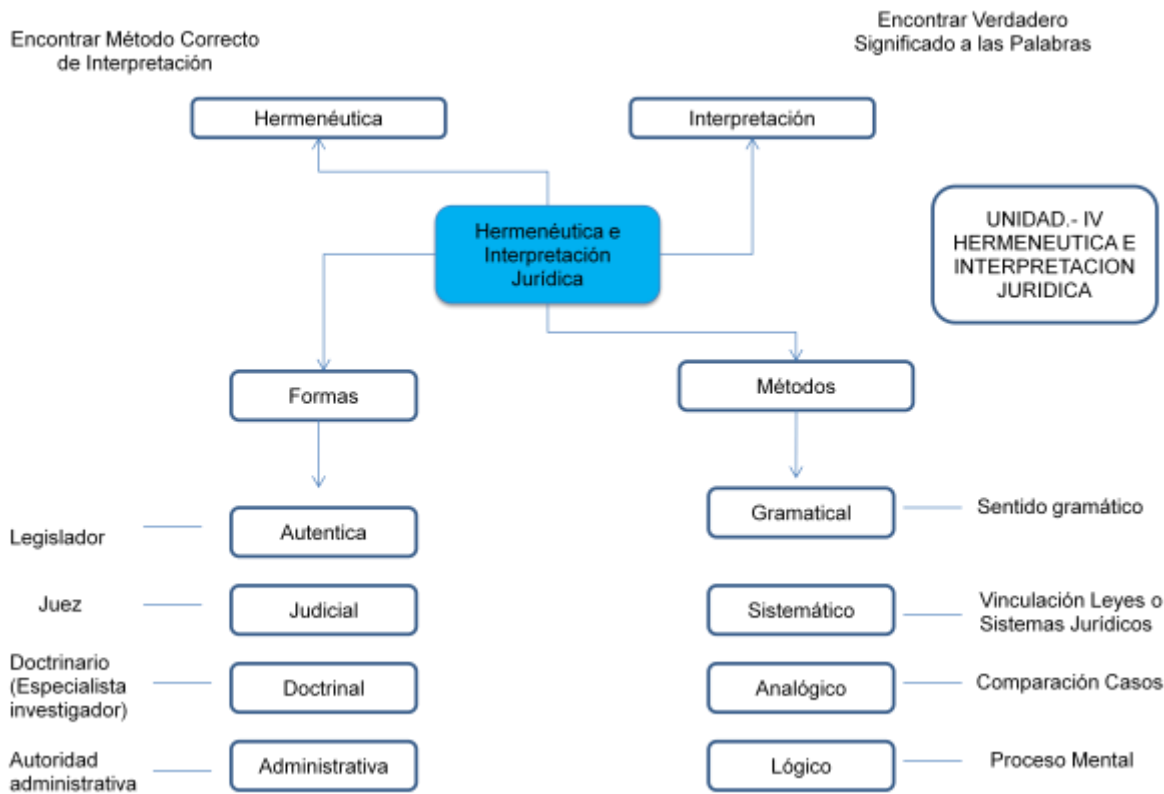 Encontrar Método Correcto
de Interpretación
Encontrar Verdadero
Significado a las Palabras
Hermenéutica
Interpretación
Hermenéutica e
Interpretación
Jurídica
UNIDAD.- IV
HERMENEUTICA E
INTERPRETACION
JURIDICA
Formas
Métodos
Legislador
Autentica
Gramatical
Sentido gramático
Juez
Judicial
Sistemático
Vinculación Leyes o
Sistemas Jurídicos
Doctrinario
(Especialista
investigador)
Doctrinal
Analógico
Comparación Casos
Autoridad
administrativa
Administrativa
Lógico
Proceso Mental